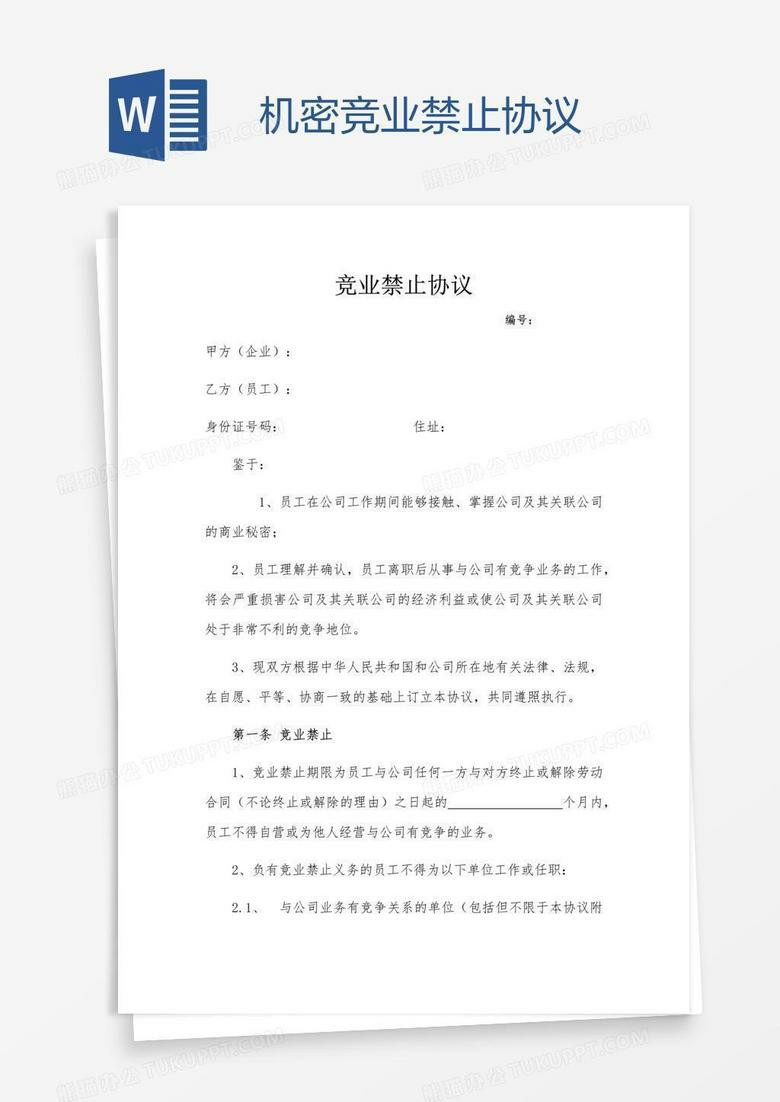 W 机密竞业禁止协议
竞业禁止协议
编号:
甲方(企业):
乙方(员工):
身份证号码: 住址:
鉴于:
1、员工在公司工作期间能够接触、掌握公司及其关联公司
的商业秘密;
2、员工理解并确认,员工离职后从事与公司有竞争业务的工作,
将会严重损害公司及其关联公司的经济利益或使公司及其关联公司
处于非常不利的竞争地位。
3、现双方根据中华人民共和国和公司所在地有关法律、法规,
在自愿、平等、协商一致的基础上订立本协议,共同遵照执行。
第一条 竞业禁止
1、竞业禁止期限为员工与公司任何一方与对方终止或解除劳动
合同(不论终止或解除的理由)之日起的________________个月内,
员工不得自营或为他人经营与公司有竞争的业务。
2、负有竞业禁止义务的员工不得为以下单位工作或任职:
2.1、 与公司业务有竞争关系的单位(包括但不限于本协议附
熊猫办公 TUKUPPT.COM